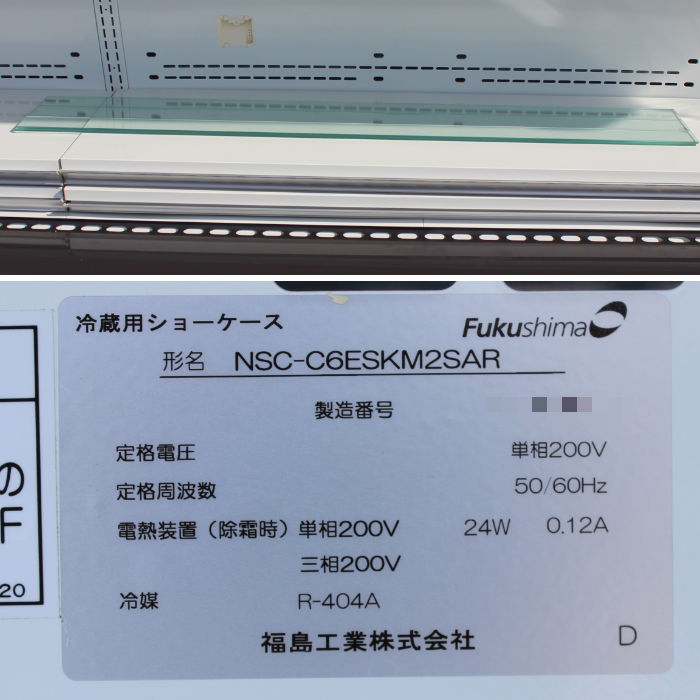 冷蔵用ショーケース Fukushima
形名 NSC-C6ESKM2SAR
製造番号
定格電圧 単相200V
定格周波数 50/60Hz
電熱装置（除霜時）単相200V 24W 0.12A
三相200V
冷媒 R-404A
福島工業株式会社 D
の
F
20